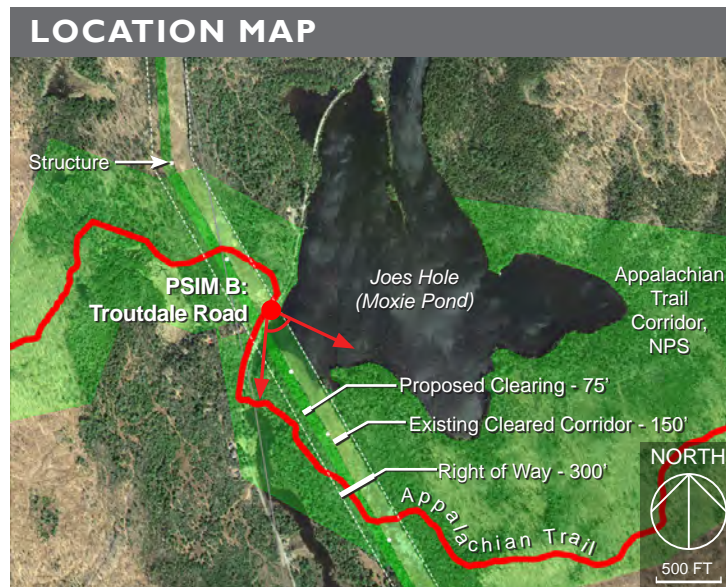 LOCATION MAP
Structure
PSIM B:
Troutdale Road
Joes Hole
(Moxie Pond)
Appalachian
Trail
Corridor,
NPS
Proposed Clearing - 75'
Existing Cleared Corridor - 150'
Right of Way - 300'
Appalachian Trail
NORTH
500 FT